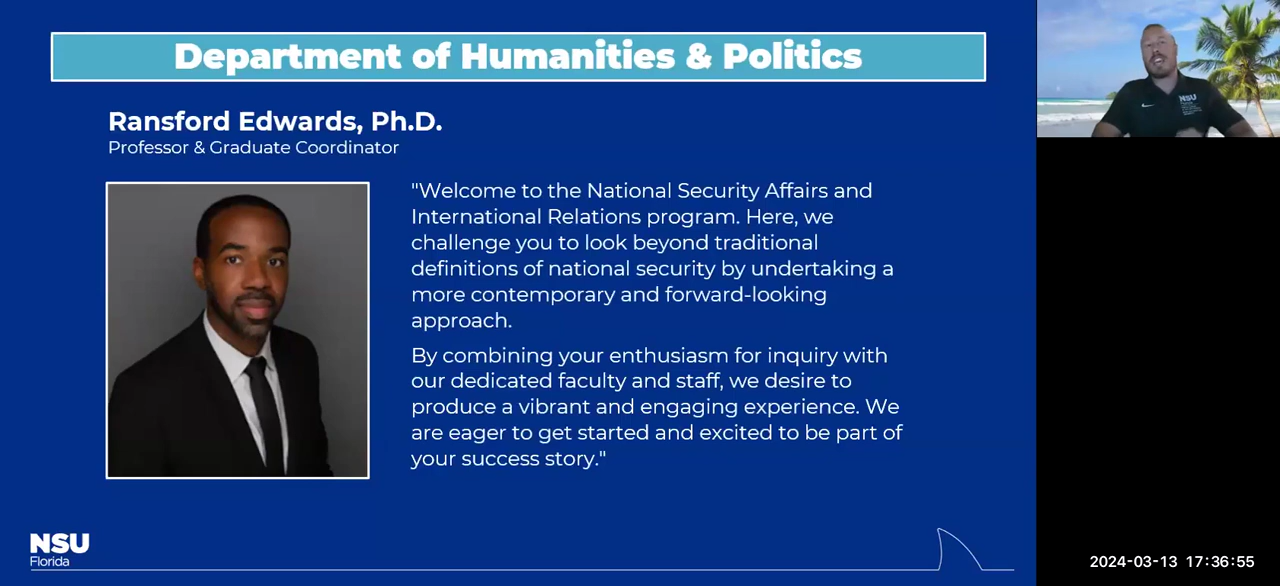 Department of Humanities & Politics
Ransford Edwards, Ph.D.
Professor & Graduate Coordinator
"Welcome to the National Security Affairs and
International Relations program. Here, we
challenge you to look beyond traditional
definitions of national security by undertaking a
more contemporary and forward-looking
approach.
By combining your enthusiasm for inquiry with
our dedicated faculty and staff, we desire to
produce a vibrant and engaging experience. We
are eager to get started and excited to be part of
your success story."
NSU
Florida
NSU
2024-03-13 17:36:55